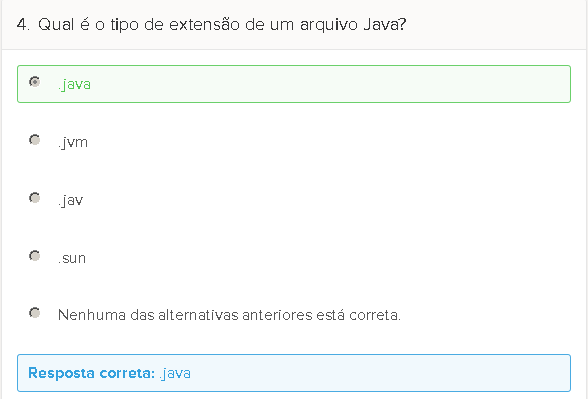 4. Qual é o tipo de extensão de um arquivo Java?
.java
.jvm
.jav
.sun
Nenhuma das alternativas anteriores está correta.
Resposta correta: .java